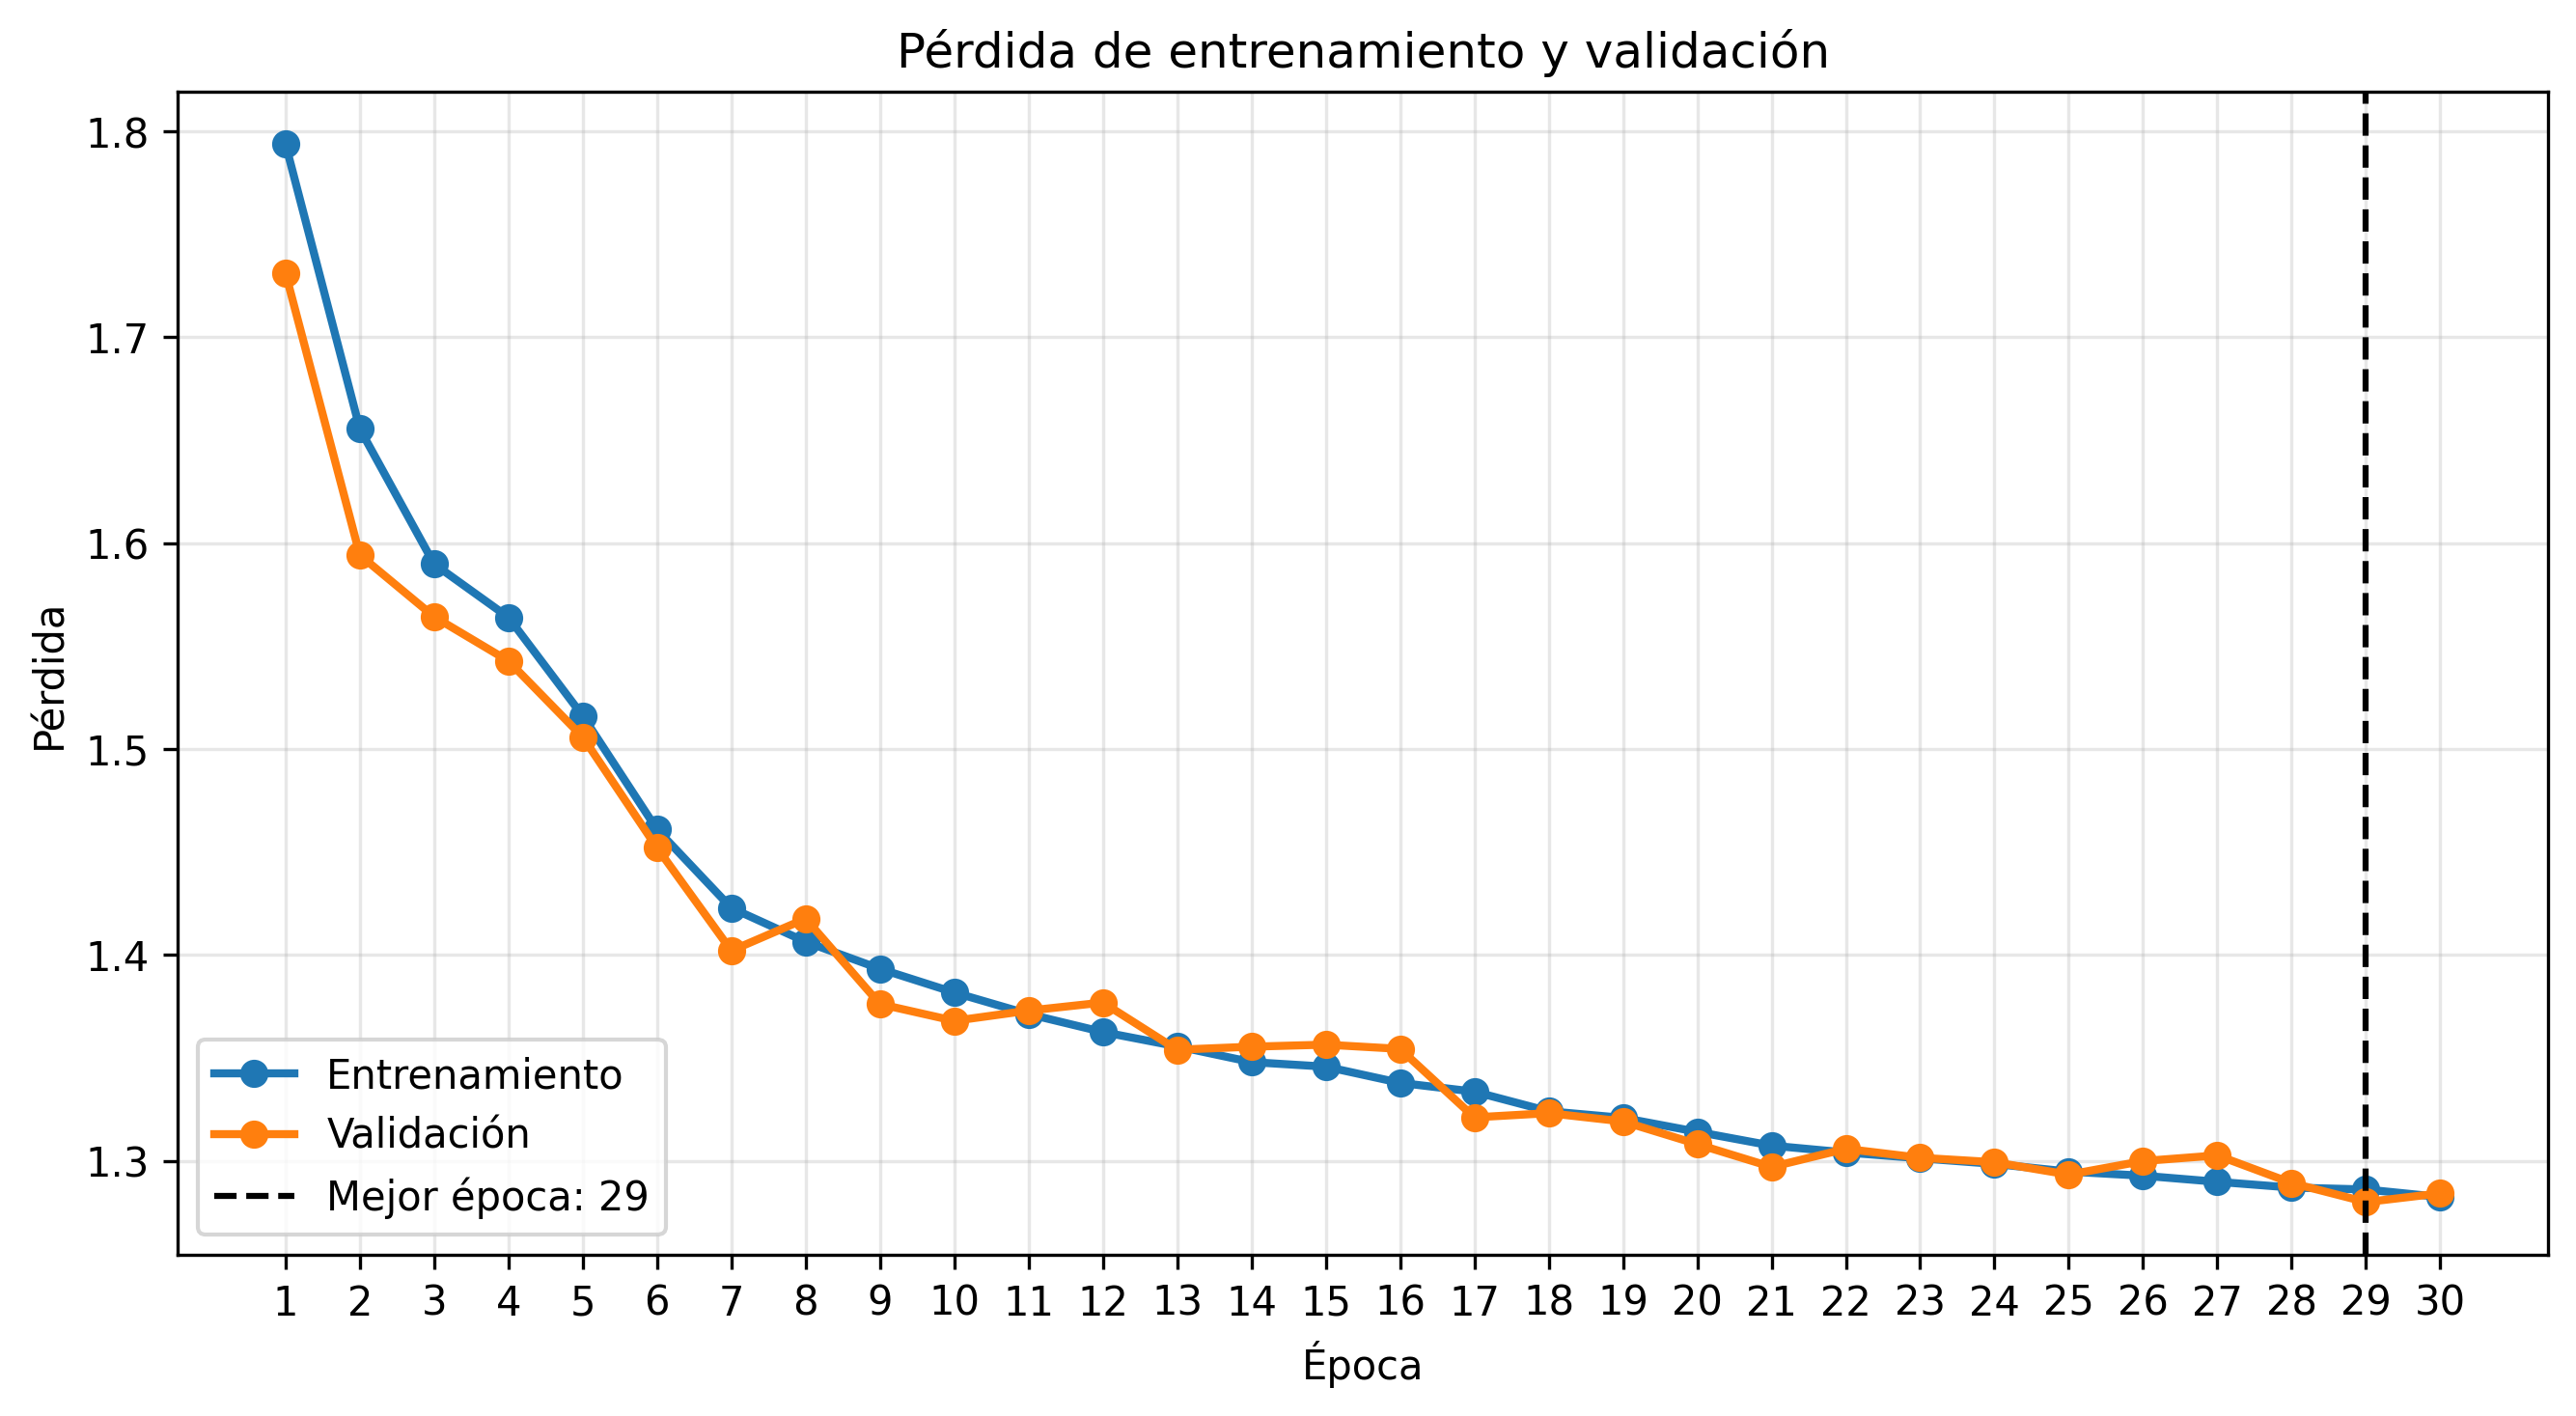 Pérdida de entrenamiento y validación
1.8
1.7
1.6
1.5
1.4
1.3
Pérdida
Entrenamiento
Validación
Mejor época: 29
1 2 3 4 5 6 7 8 9 10 11 12 13 14 15 16 17 18 19 20 21 22 23 24 25 26 27 28 29 30
Época